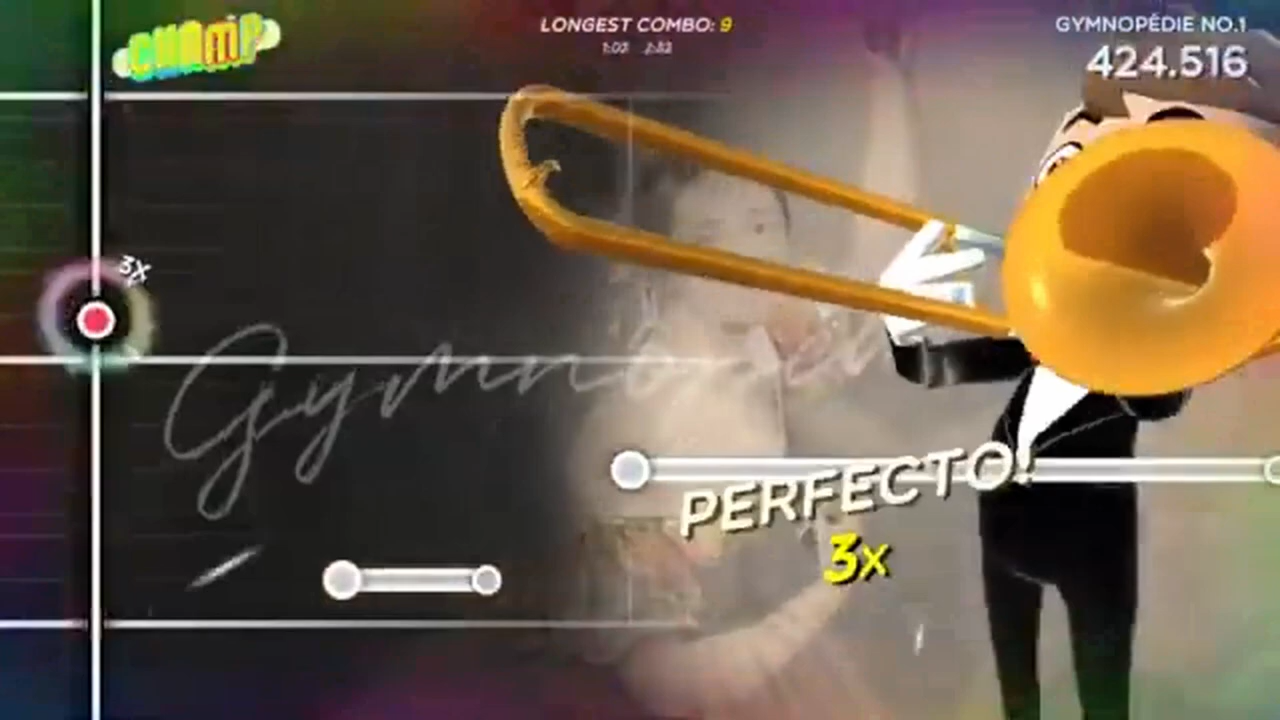 CHAMP
LONGEST COMBO: 9
1:03 2:33
GYMNOPÉDIE NO.1
424.516
3X
PERFECTO!
3x